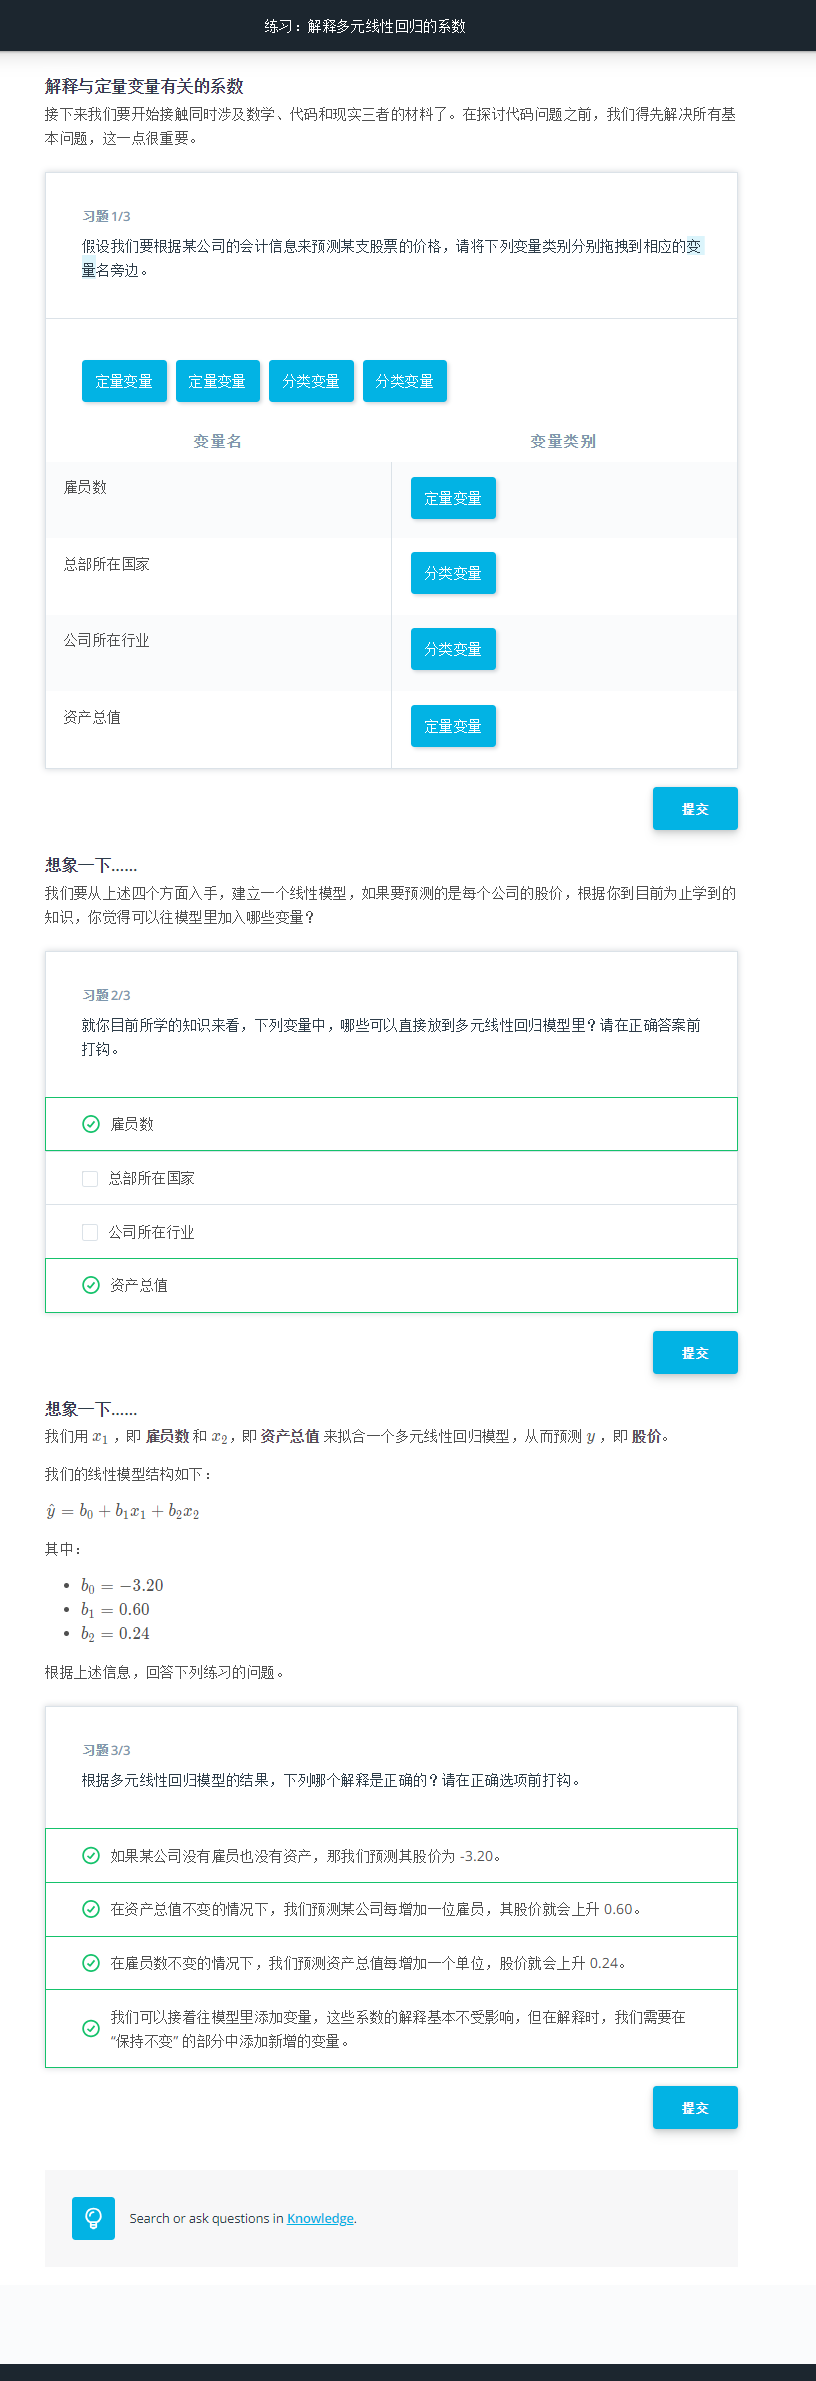 练习：解释多元线性回归的系数
解释与定量变量有关的系数
接下来我们要开始接触同时涉及数学、代码和现实三者的材料了。在探讨代码问题之前，我们得先解决所有基
本问题，这一点很重要。
习题 1/3
假设我们要根据某公司的会计信息来预测某支股票的价格，请将下列变量类别分别拖拽到相应的变
量名旁边。
定量变量 定量变量 分类变量 分类变量
变量名 变量类别
雇员数 定量变量
总部所在国家 分类变量
公司所在行业 分类变量
资产总值 定量变量
提交
想象一下……
我们要从上述四个方面入手，建立一个线性模型，如果要预测的是每个公司的股价，根据你到目前为止学到的
知识，你觉得可以往模型里加入哪些变量？
习题 2/3
就你目前所学的知识来看，下列变量中，哪些可以直接放到多元线性回归模型里？请在正确答案前
打钩。
雇员数
总部所在国家
公司所在行业
资产总值
提交
想象一下……
我们用 x₁ ，即 雇员数 和 x₂，即 资产总值 来拟合一个多元线性回归模型，从而预测 y ，即 股价。
我们的线性模型结构如下：
ŷ = b₀ + b₁x₁ + b₂x₂
其中：
• b₀ = −3.20
• b₁ = 0.60
• b₂ = 0.24
根据上述信息，回答下列练习的问题。
习题 3/3
根据多元线性回归模型的结果，下列哪个解释是正确的？请在正确选项前打钩。
如果某公司没有雇员也没有资产，那我们预测其股价为 -3.20。
在资产总值不变的情况下，我们预测某公司每增加一位雇员，其股价就会上升 0.60。
在雇员数不变的情况下，我们预测资产总值每增加一个单位，股价就会上升 0.24。
我们可以接着往模型里添加变量，这些系数的解释基本不受影响，但在解释时，我们需要在
“保持不变” 的部分中添加新增的变量。
提交
Search or ask questions in Knowledge.